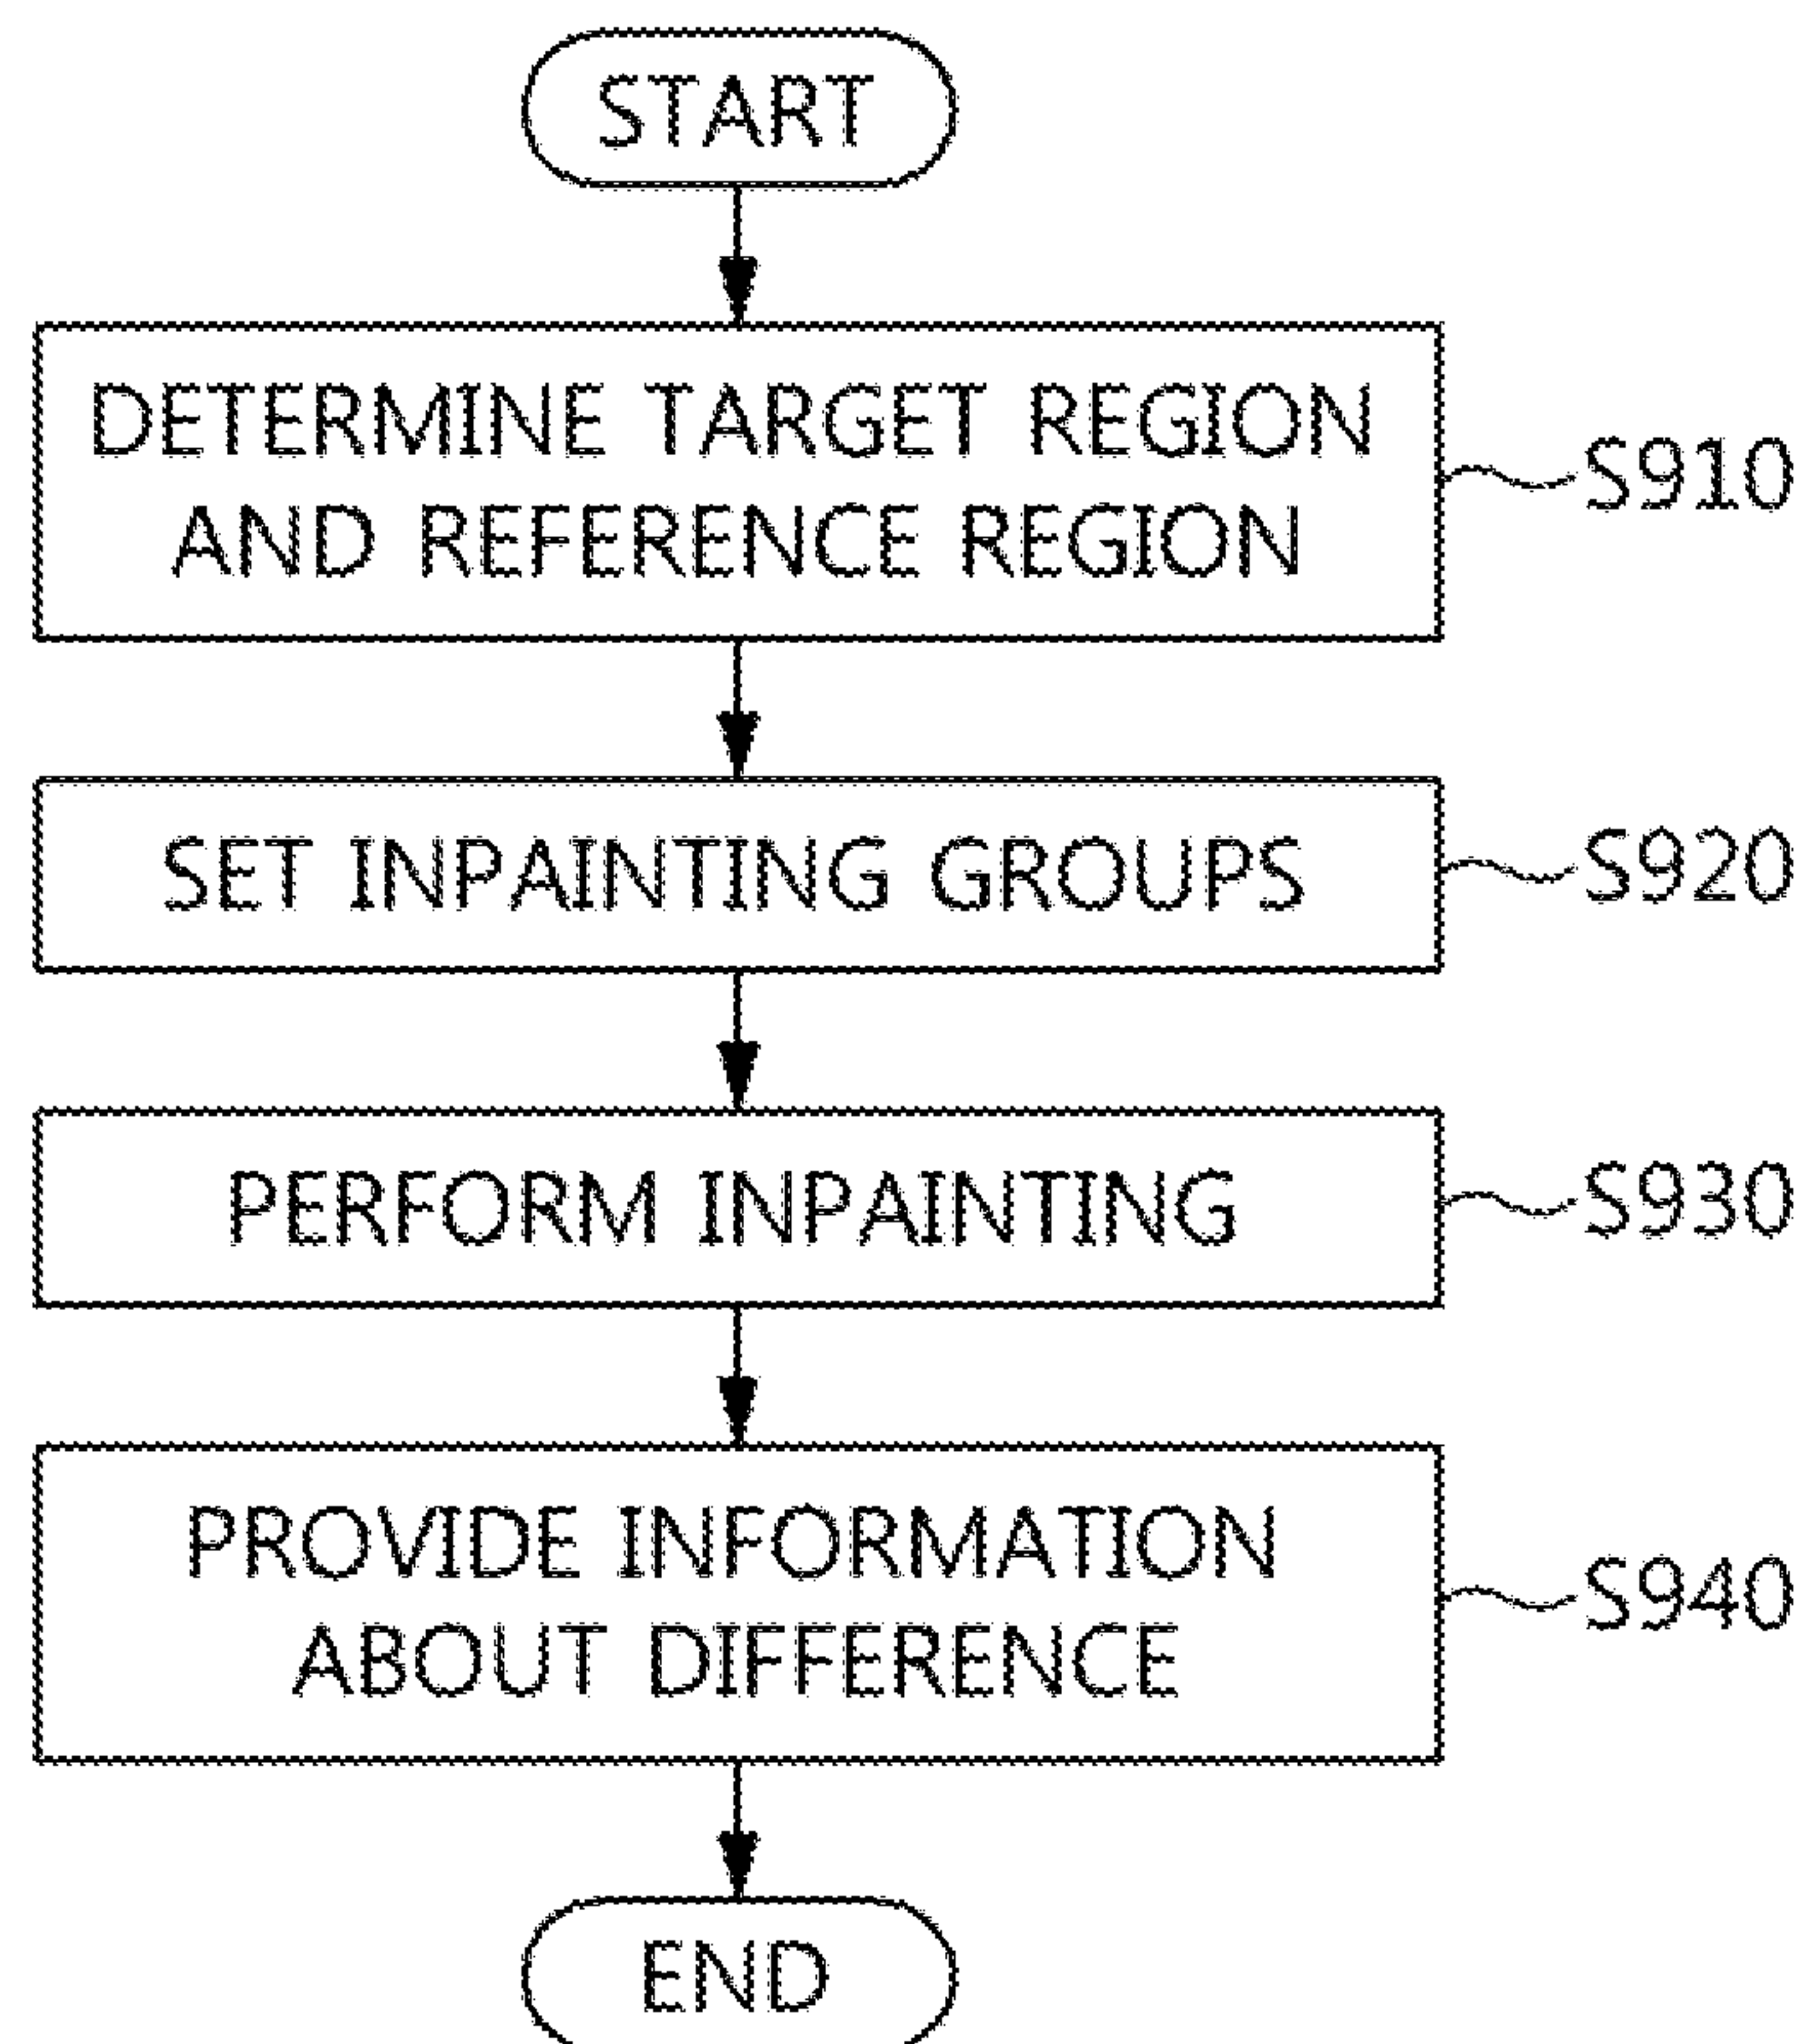 START
DETERMINE TARGET REGION
AND REFERENCE REGION
S910
SET INPAINTING GROUPS
S920
PERFORM INPAINTING
S930
PROVIDE INFORMATION
ABOUT DIFFERENCE
S940
END